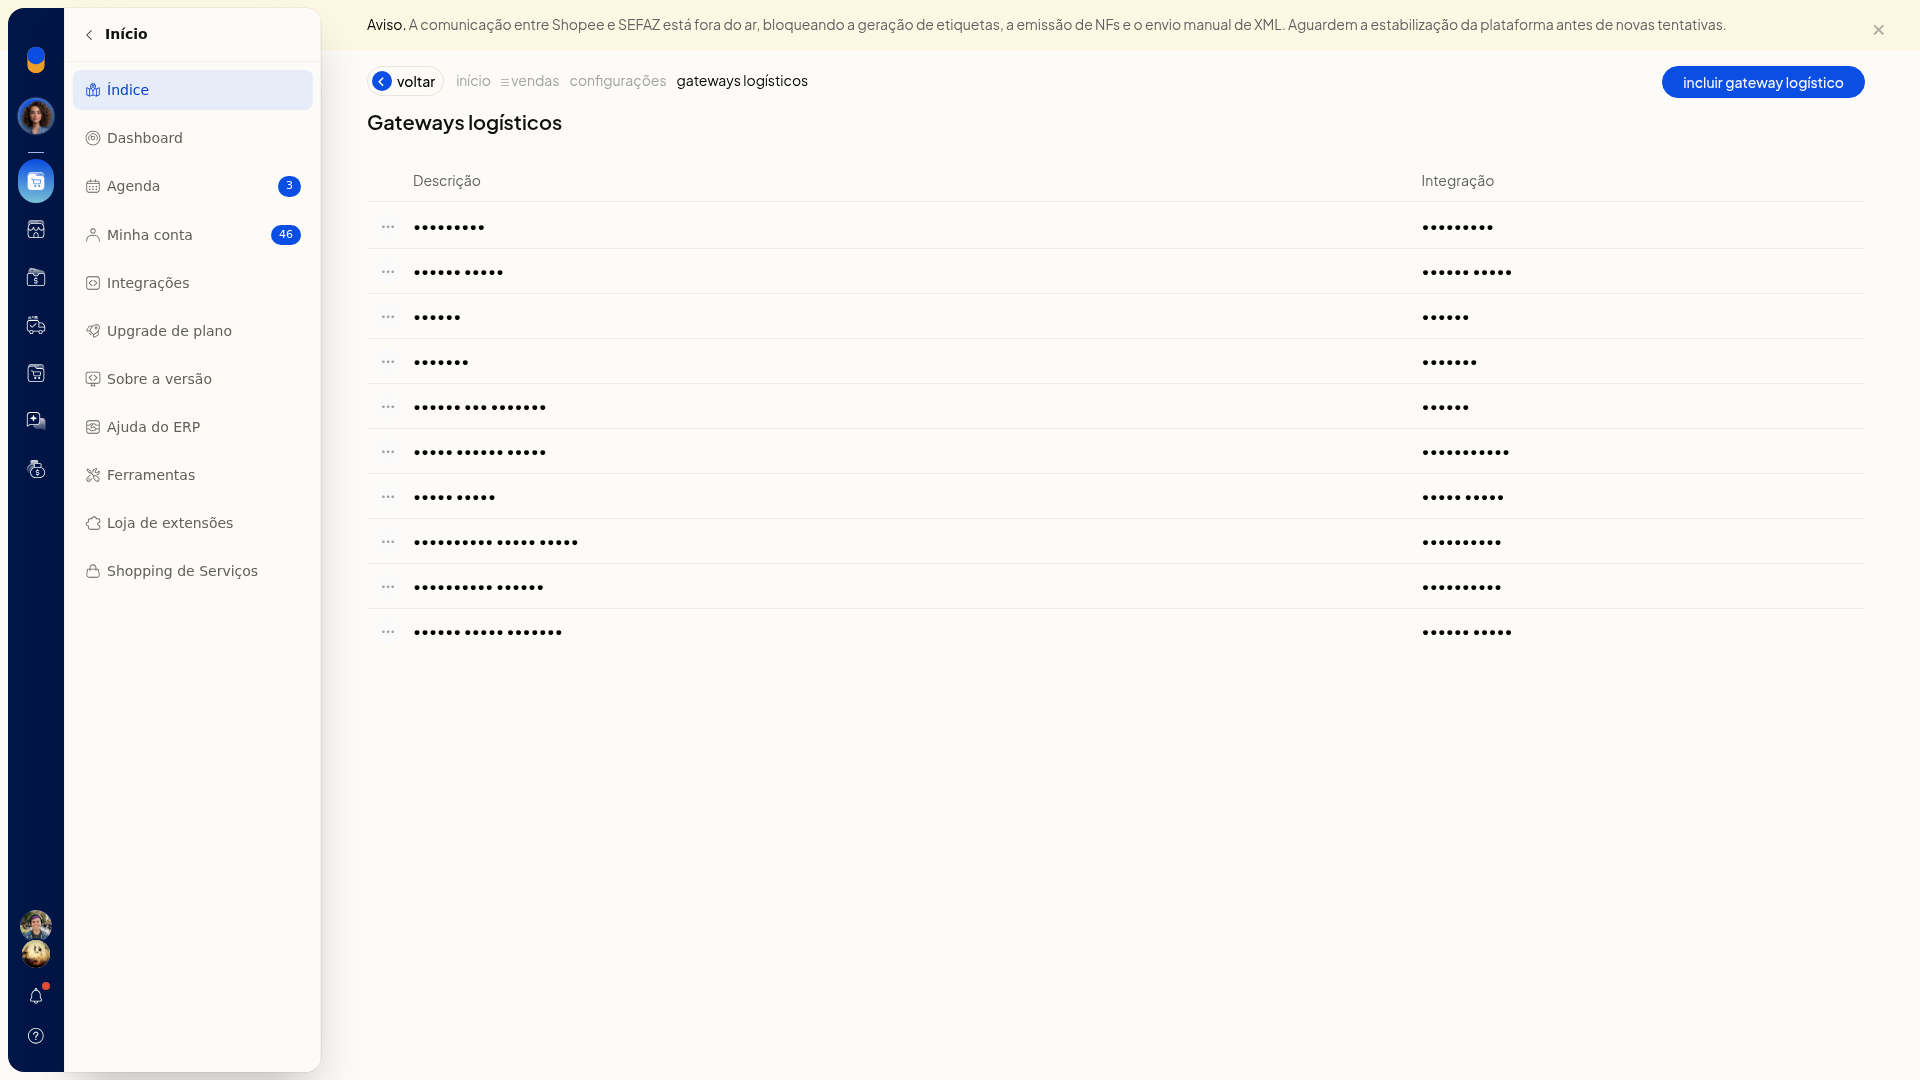 Início
Índice
Dashboard
Agenda
3
Minha conta
46
Integrações
Upgrade de plano
Sobre a versão
Ajuda do ERP
Ferramentas
Loja de extensões
Shopping de Serviços
Aviso. A comunicação entre Shopee e SEFAZ está fora do ar, bloqueando a geração de etiquetas, a emissão de NFs e o envio manual de XML. Aguardem a estabilização da plataforma antes de novas tentativas.
voltar início vendas configurações gateways logísticos
incluir gateway logístico
Gateways logísticos
Descrição Integração
••••••••• •••••••••
•••••• ••••• •••••• •••••
•••••• ••••••
••••••• •••••••
•••••• ••• ••••••• ••••••
••••• •••••• ••••• •••••••••••
••••• ••••• ••••• •••••
•••••••••• ••••• ••••• ••••••••••
•••••••••• •••••• ••••••••••
•••••• ••••• ••••••• •••••• •••••